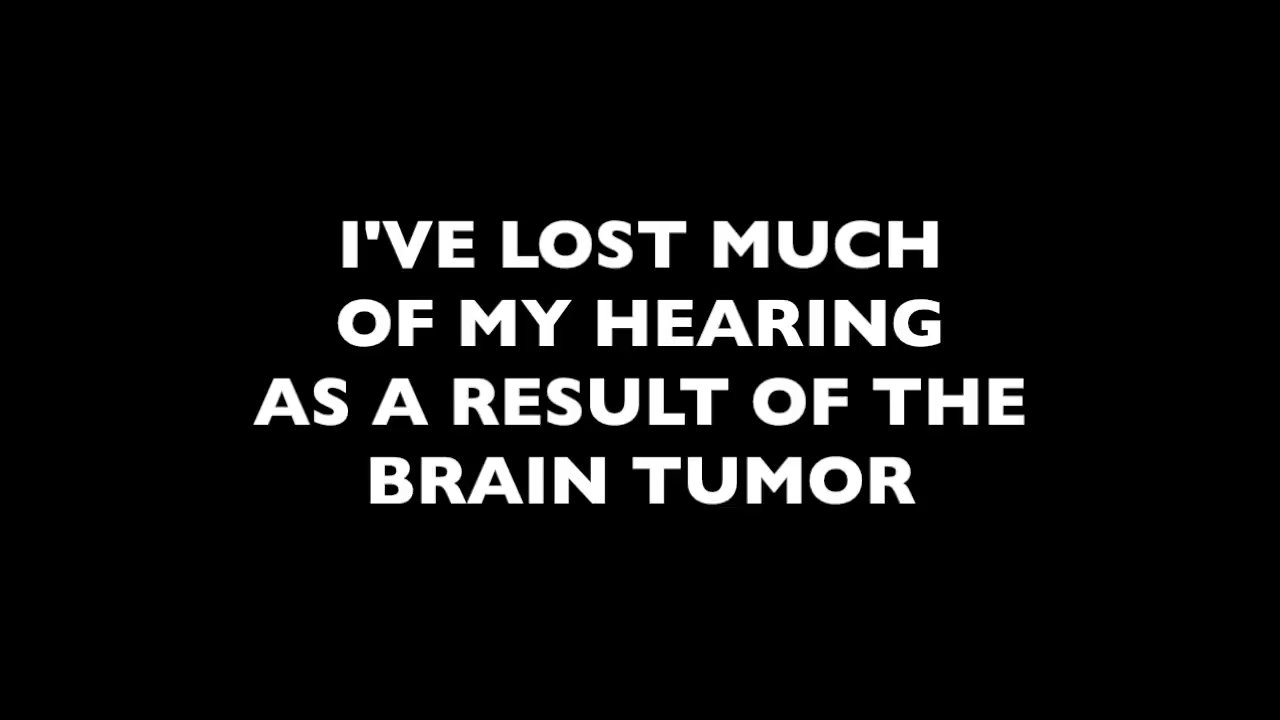 I'VE LOST MUCH
OF MY HEARING
AS A RESULT OF THE
BRAIN TUMOR